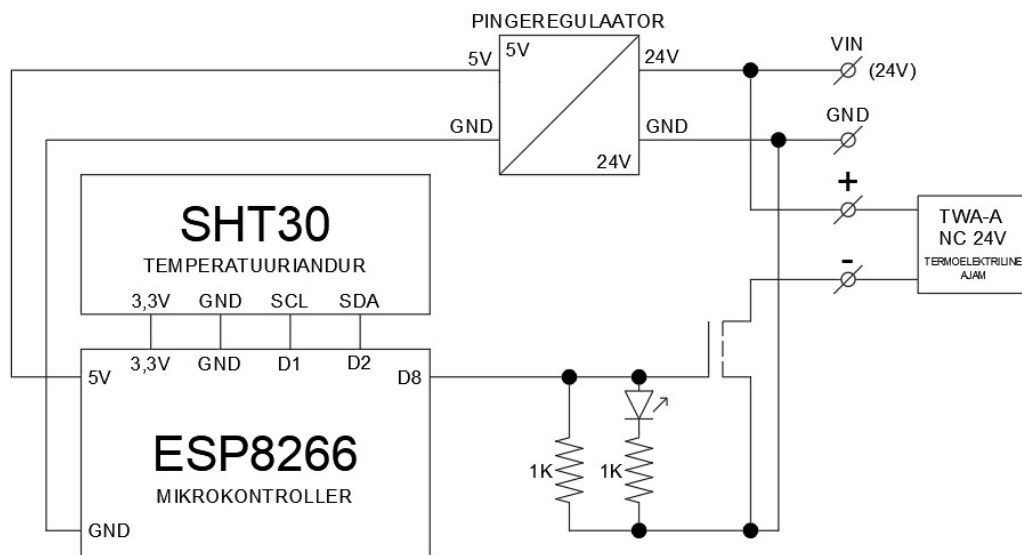 PINGEREGULAATOR
5V
5V
24V
VIN
(24V)
GND
GND
24V
GND
+
TWA-A
NC 24V
TERMOELEKTRILINE
AJAM
-
SHT30
TEMPERATUURIANDUR
3,3V GND SCL SDA
3,3V GND D1 D2
5V
D8
ESP8266
MIKROKONTROLLER
GND
1K
1K